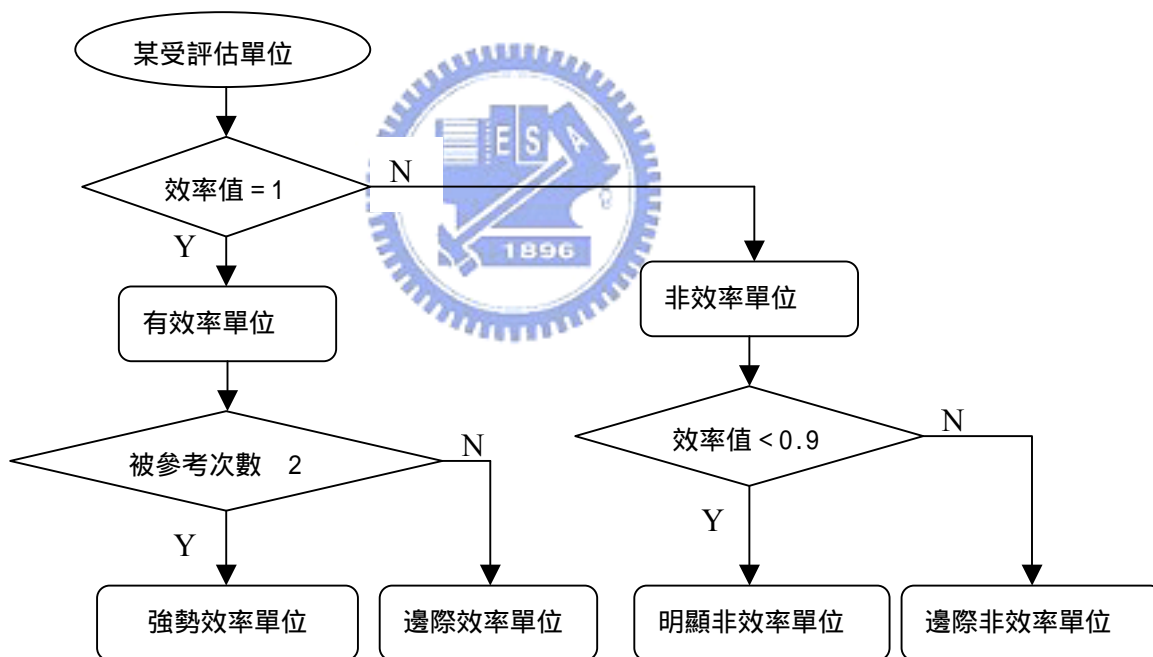 某受評估單位
ESA
1896
效率值 = 1
N
Y
有效率單位
非效率單位
被參考次數 2
N
效率值 < 0.9
N
Y
Y
強勢效率單位
邊際效率單位
明顯非效率單位
邊際非效率單位